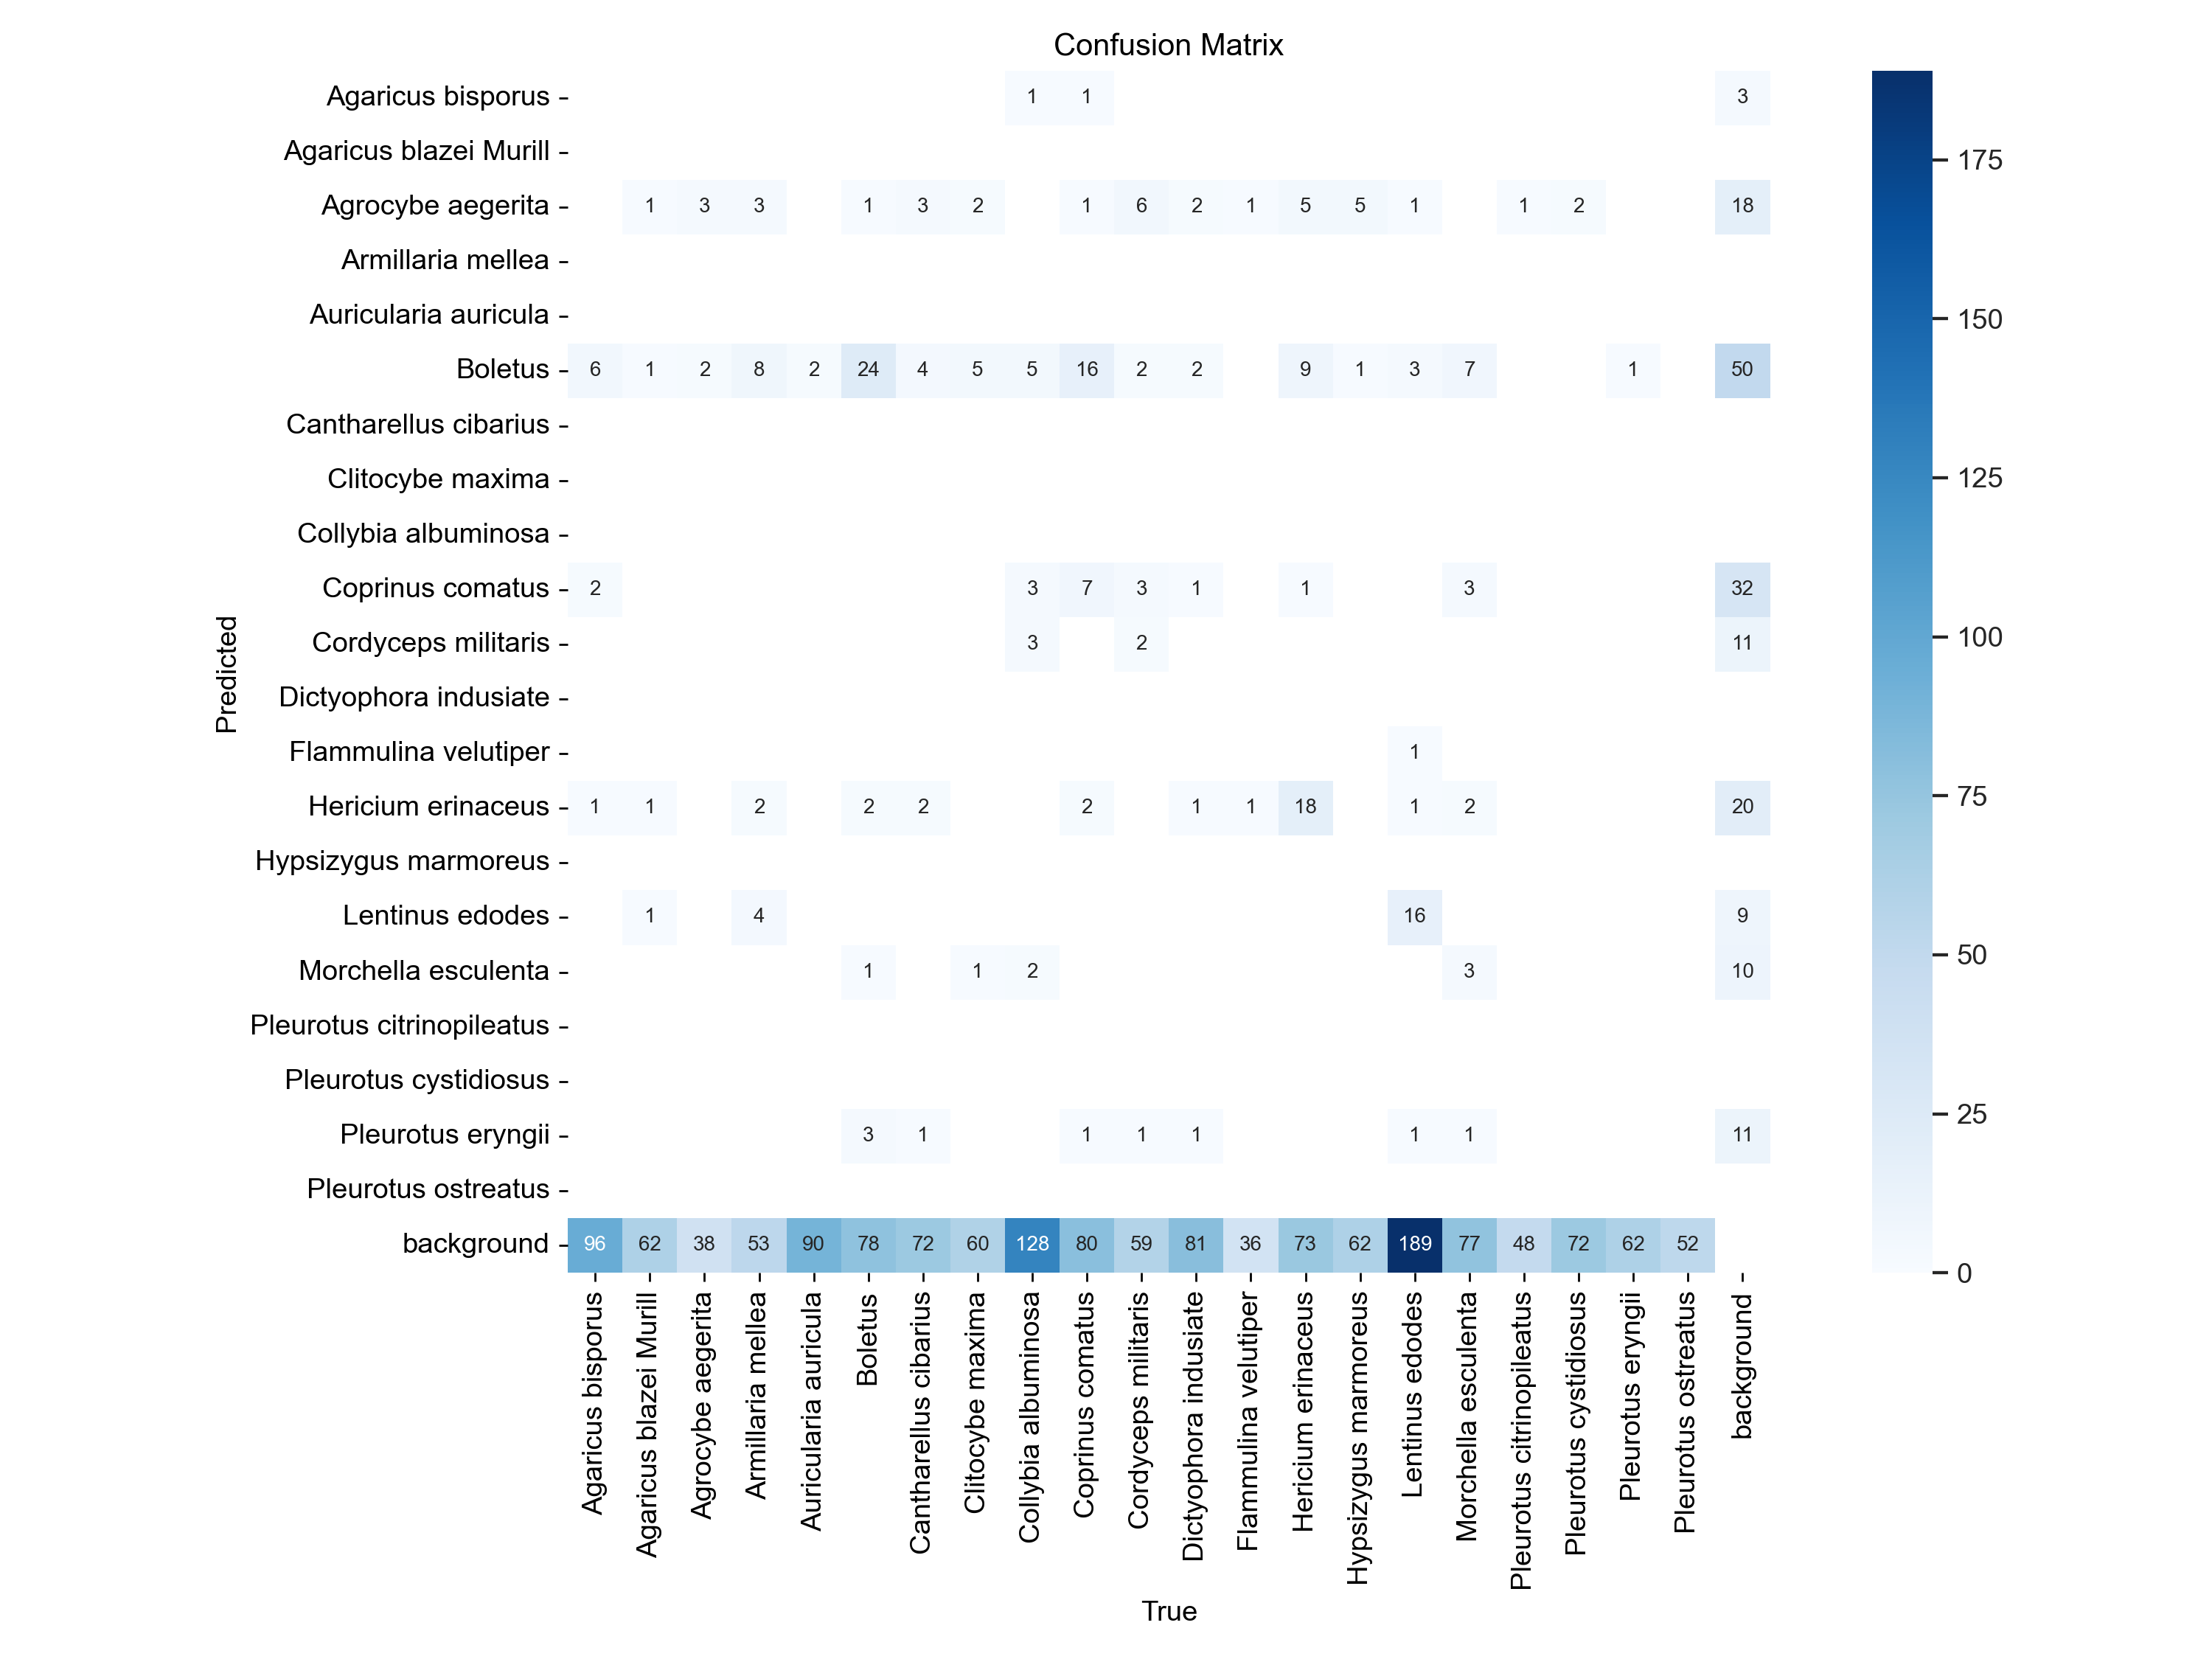 Confusion Matrix
Agaricus bisporus 1 1 3
Agaricus blazei Murill
Agrocybe aegerita 1 3 3 1 3 2 1 6 2 1 5 5 1 1 2 18
Armillaria mellea
Auricularia auricula
Boletus 6 1 2 8 2 24 4 5 5 16 2 2 9 1 3 7 1 50
Cantharellus cibarius
Clitocybe maxima
Collybia albuminosa
Coprinus comatus 2 3 7 3 1 1 3 32
Cordyceps militaris 3 2 11
Dictyophora indusiate
Flammulina velutiper 1
Hericium erinaceus 1 1 2 2 2 2 1 1 18 1 2 20
Hypsizygus marmoreus
Lentinus edodes 1 4 16 9
Morchella esculenta 1 1 2 3 10
Pleurotus citrinopileatus
Pleurotus cystidiosus
Pleurotus eryngii 3 1 1 1 1 1 1 11
Pleurotus ostreatus
background 96 62 38 53 90 78 72 60 128 80 59 81 36 73 62 189 77 48 72 62 52
Predicted
Agaricus bisporus
Agaricus blazei Murill
Agrocybe aegerita
Armillaria mellea
Auricularia auricula
Boletus
Cantharellus cibarius
Clitocybe maxima
Collybia albuminosa
Coprinus comatus
Cordyceps militaris
Dictyophora indusiate
Flammulina velutiper
Hericium erinaceus
Hypsizygus marmoreus
Lentinus edodes
Morchella esculenta
Pleurotus citrinopileatus
Pleurotus cystidiosus
Pleurotus eryngii
Pleurotus ostreatus
background
True
175
150
125
100
75
50
25
0